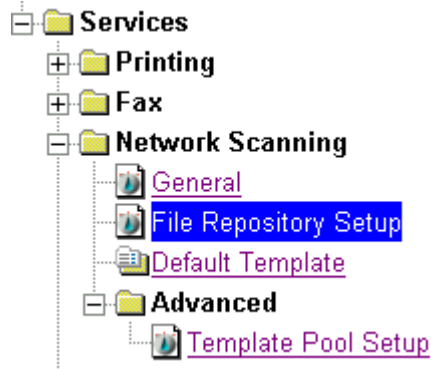 Services
Printing
Fax
Network Scanning
General
File Repository Setup
Default Template
Advanced
Template Pool Setup